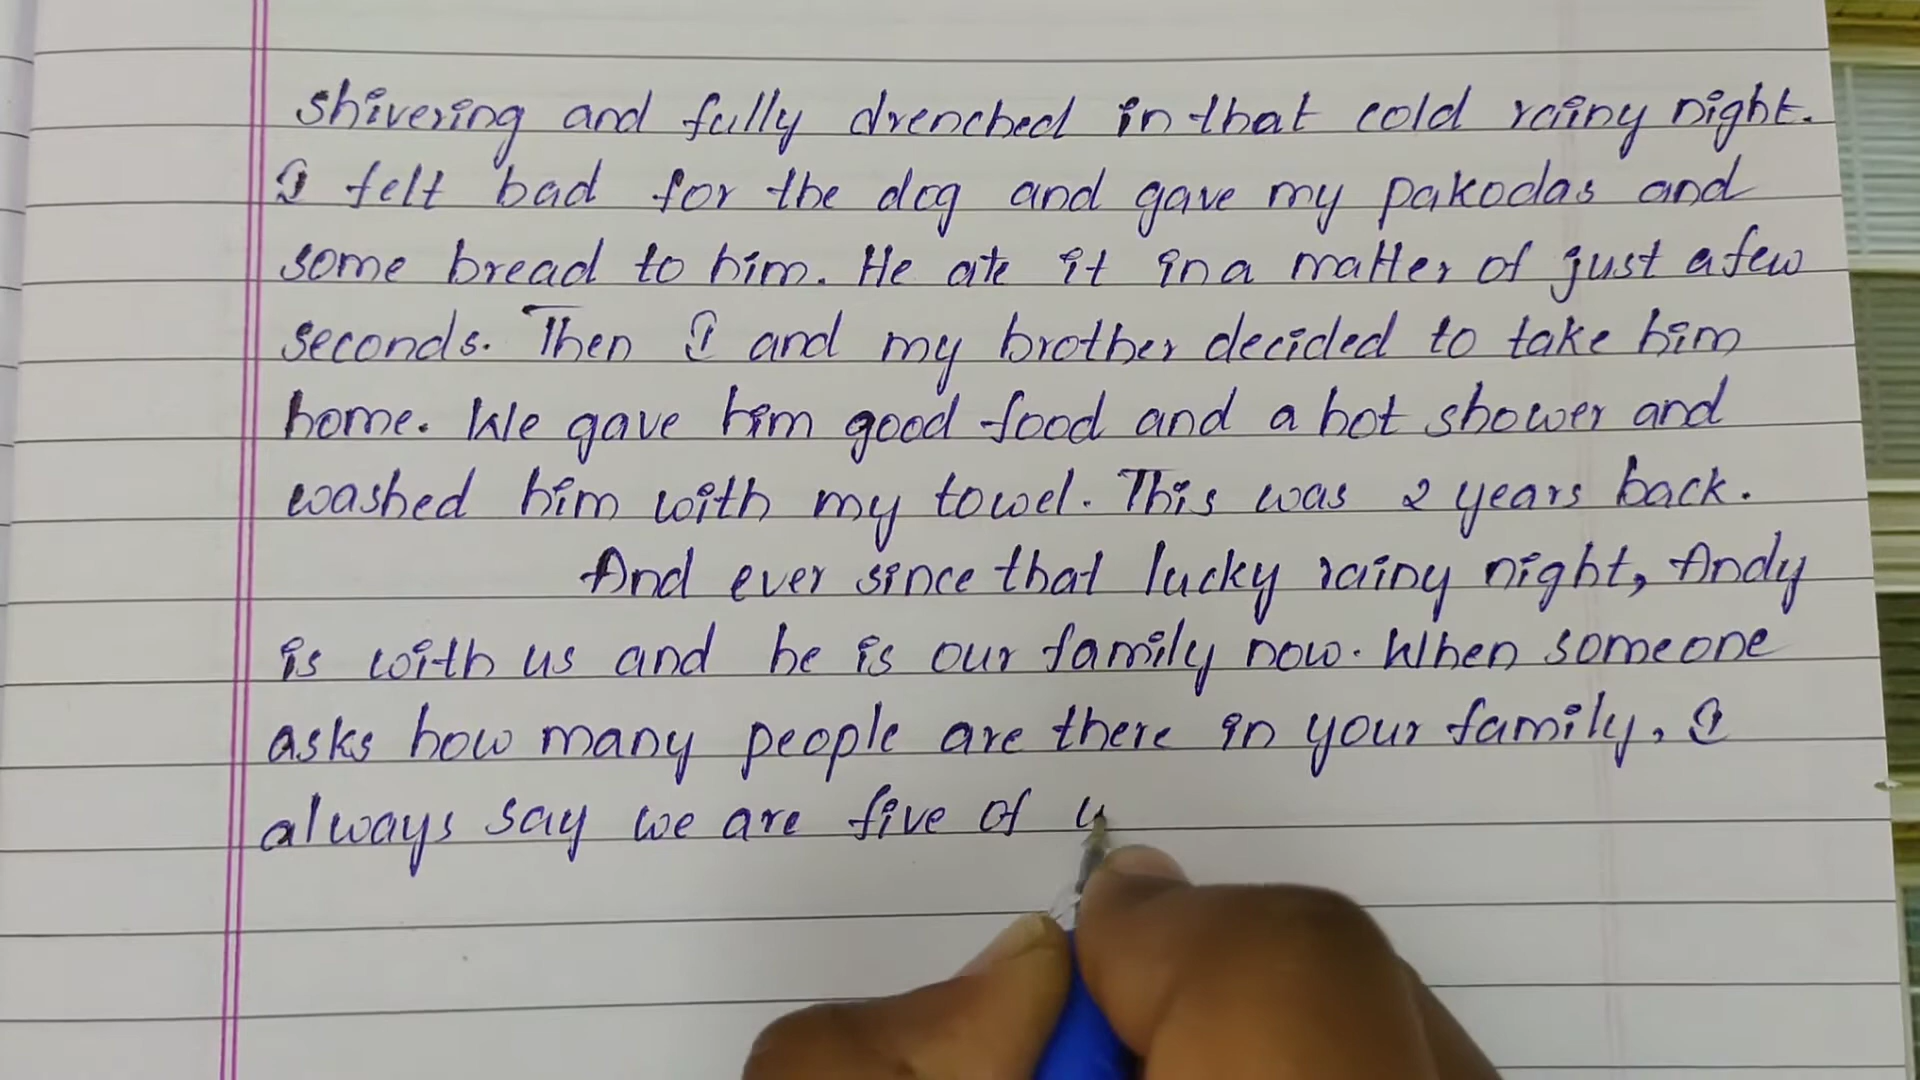 shivering and fully drenched in that cold rainy night.
I felt bad for the dog and gave my pakodas and
some bread to him. He ate it in a matter of just a few
seconds. Then I and my brother decided to take him
home. We gave him good food and a hot shower and
washed him with my towel. This was 2 years back.
And ever since that lucky rainy night, Andy
is with us and he is our family now. When someone
asks how many people are there in your family, I
always say we are five of u